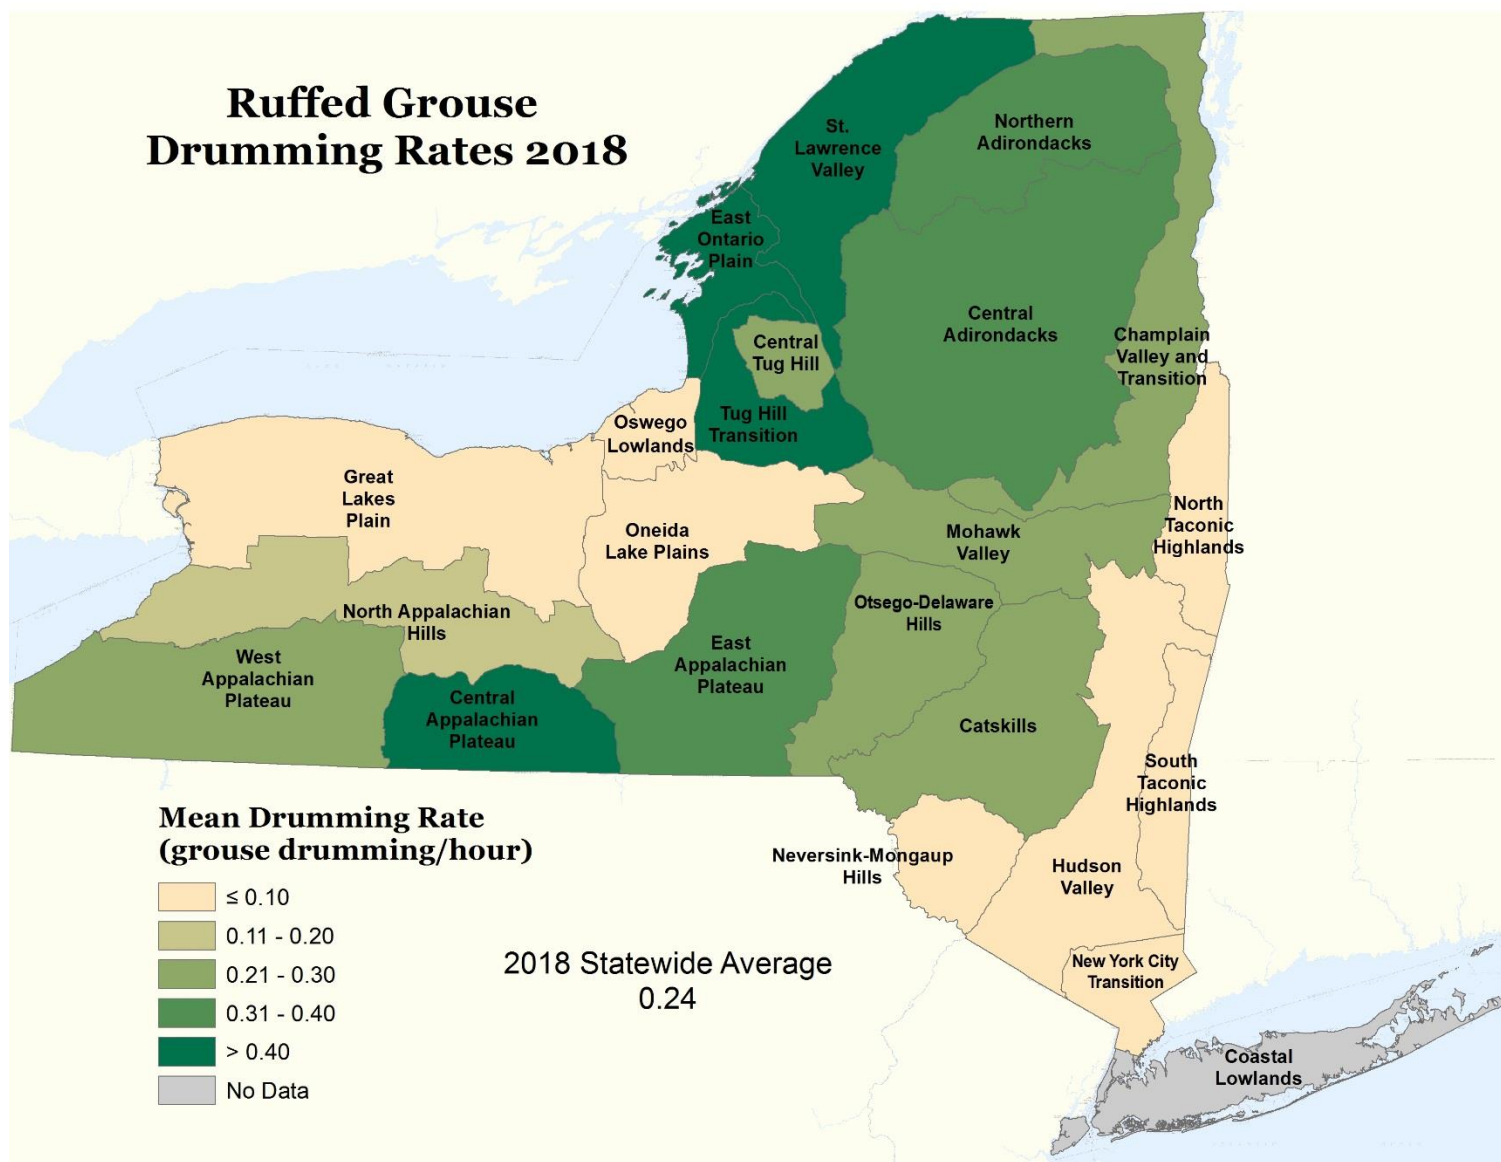 Ruffed Grouse
Drumming Rates 2018
St.
Lawrence
Valley
Northern
Adirondacks
East
Ontario
Plain
Central
Adirondacks
Champlain
Valley and
Transition
Central
Tug Hill
Tug Hill
Transition
Oswego
Lowlands
Great
Lakes
Plain
Oneida
Lake Plains
Mohawk
Valley
North
Taconic
Highlands
North Appalachian
Hills
Otsego-Delaware
Hills
West
Appalachian
Plateau
East
Appalachian
Plateau
Central
Appalachian
Plateau
Catskills
South
Taconic
Highlands
Neversink-Mongaup
Hills
Hudson
Valley
New York City
Transition
Coastal
Lowlands
Mean Drumming Rate
(grouse drumming/hour)
≤ 0.10
0.11 - 0.20
0.21 - 0.30
0.31 - 0.40
> 0.40
No Data
2018 Statewide Average
0.24